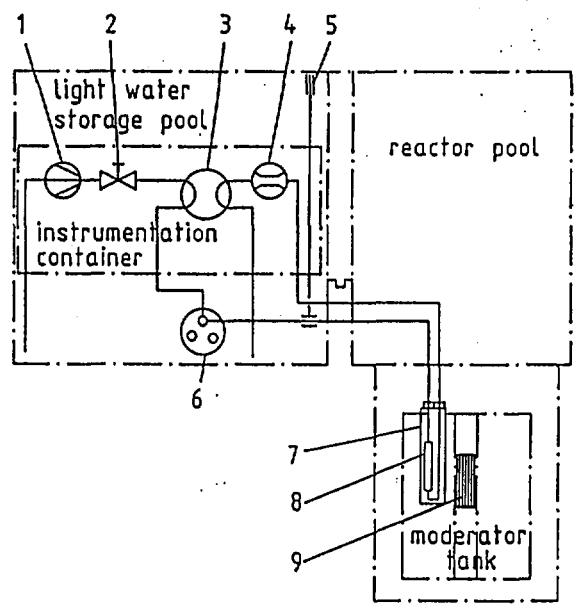 1 2 3 4 5
light water
storage pool
reactor pool
instrumentation
container
6
7
8
9
moderator
tank